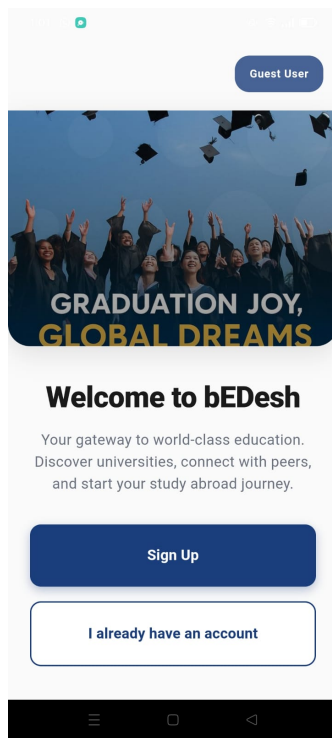 Guest User
GRADUATION JOY,
GLOBAL DREAMS
Welcome to bEDesh
Your gateway to world-class education.
Discover universities, connect with peers,
and start your study abroad journey.
Sign Up
I already have an account